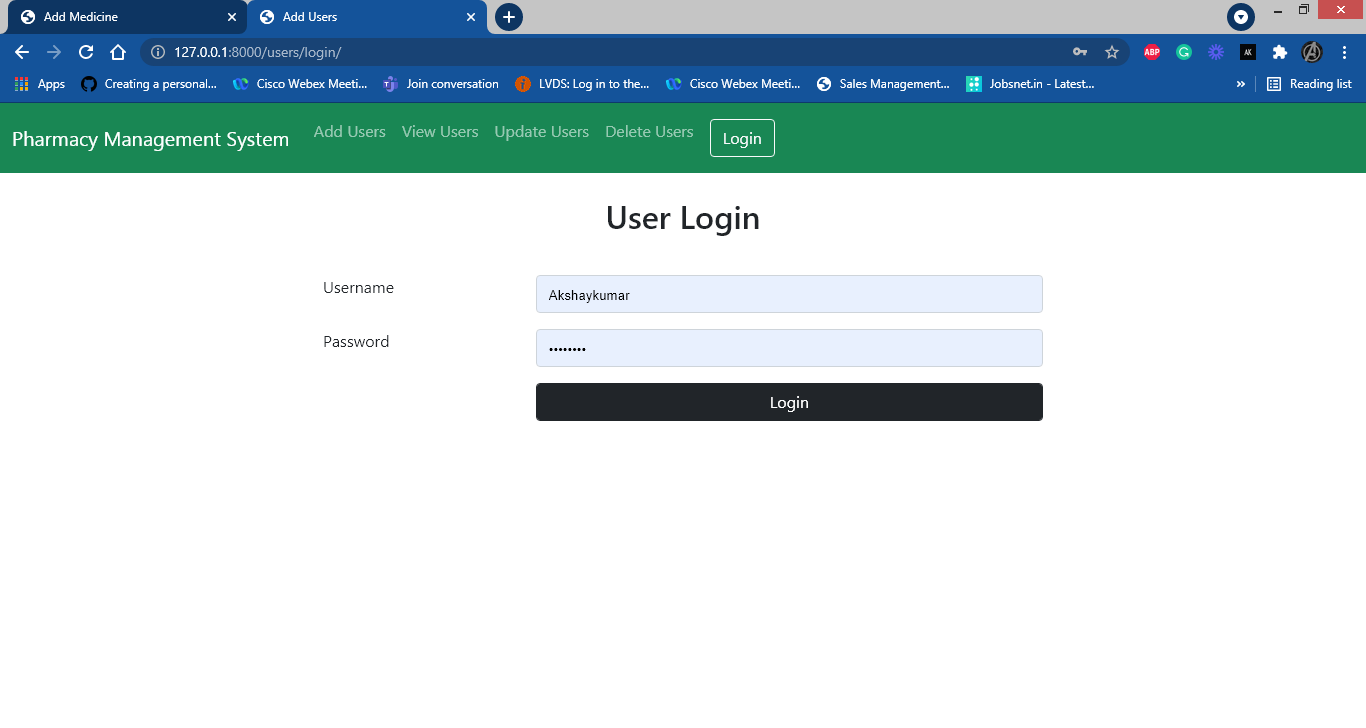 Add Medicine Add Users
127.0.0.1:8000/users/login/ ABP G AK
Apps Creating a personal... Cisco Webex Meeti... Join conversation LVDS: Log in to the... Cisco Webex Meeti... Sales Management... Jobsnet.in - Latest... » Reading list
Pharmacy Management System Add Users View Users Update Users Delete Users Login
User Login
Username Akshaykumar
Password ••••••••
Login